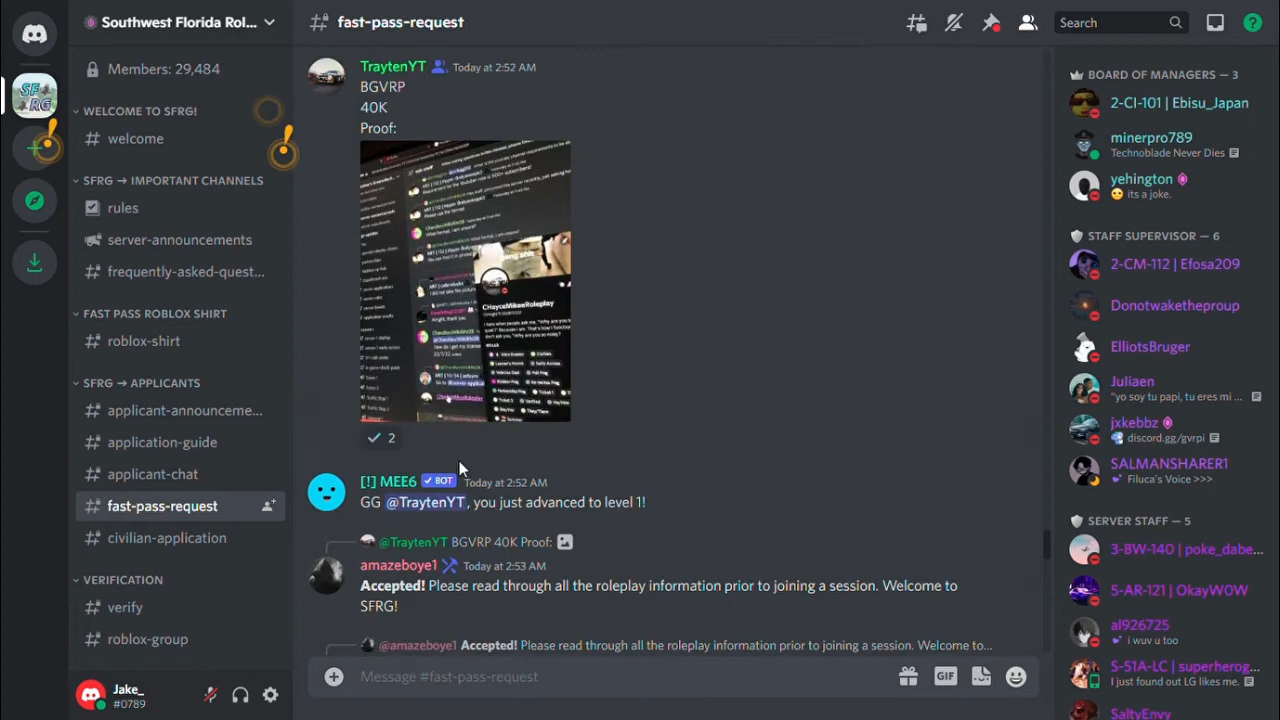 Southwest Florida Rol...
Members: 29,484
WELCOME TO SFRG!
welcome
SFRG → IMPORTANT CHANNELS
rules
server-announcements
frequently-asked-quest...
FAST PASS ROBLOX SHIRT
roblox-shirt
SFRG → APPLICANTS
applicant-announceme...
application-guide
applicant-chat
fast-pass-request
civilian-application
VERIFICATION
verify
roblox-group
Jake_
#0789
fast-pass-request
Search
TraytenYT Today at 2:52 AM
BGVRP
40K
Proof:
2
[!] MEE6 BOT Today at 2:52 AM
GG @TraytenYT, you just advanced to level 1!
@TraytenYT BGVRP 40K Proof:
amazeboye1 Today at 2:53 AM
Accepted! Please read through all the roleplay information prior to joining a session. Welcome to
SFRG!
@amazeboye1 Accepted! Please read through all the roleplay information prior to joining a session. Welcome to...
Message #fast-pass-request
GIF
BOARD OF MANAGERS — 3
2-CI-101 | Ebisu_Japan
minerpro789
Technoblade Never Dies
yehington
its a joke.
STAFF SUPERVISOR — 6
2-CM-112 | Efosa209
Donotwaketheproup
ElliotsBruger
Juliaen
"yo soy tu papi, tu eres mi ...
jxkebbz
discord.gg/gvrpi
SALMANSHARER1
Filuca's Voice >>>
SERVER STAFF — 5
3-BW-140 | poke_dabe...
5-AR-121 | OkayW0W
al926725
i wuv u too
S-51A-LC | superherog...
I just found out LG likes me.
SaltyEnvy